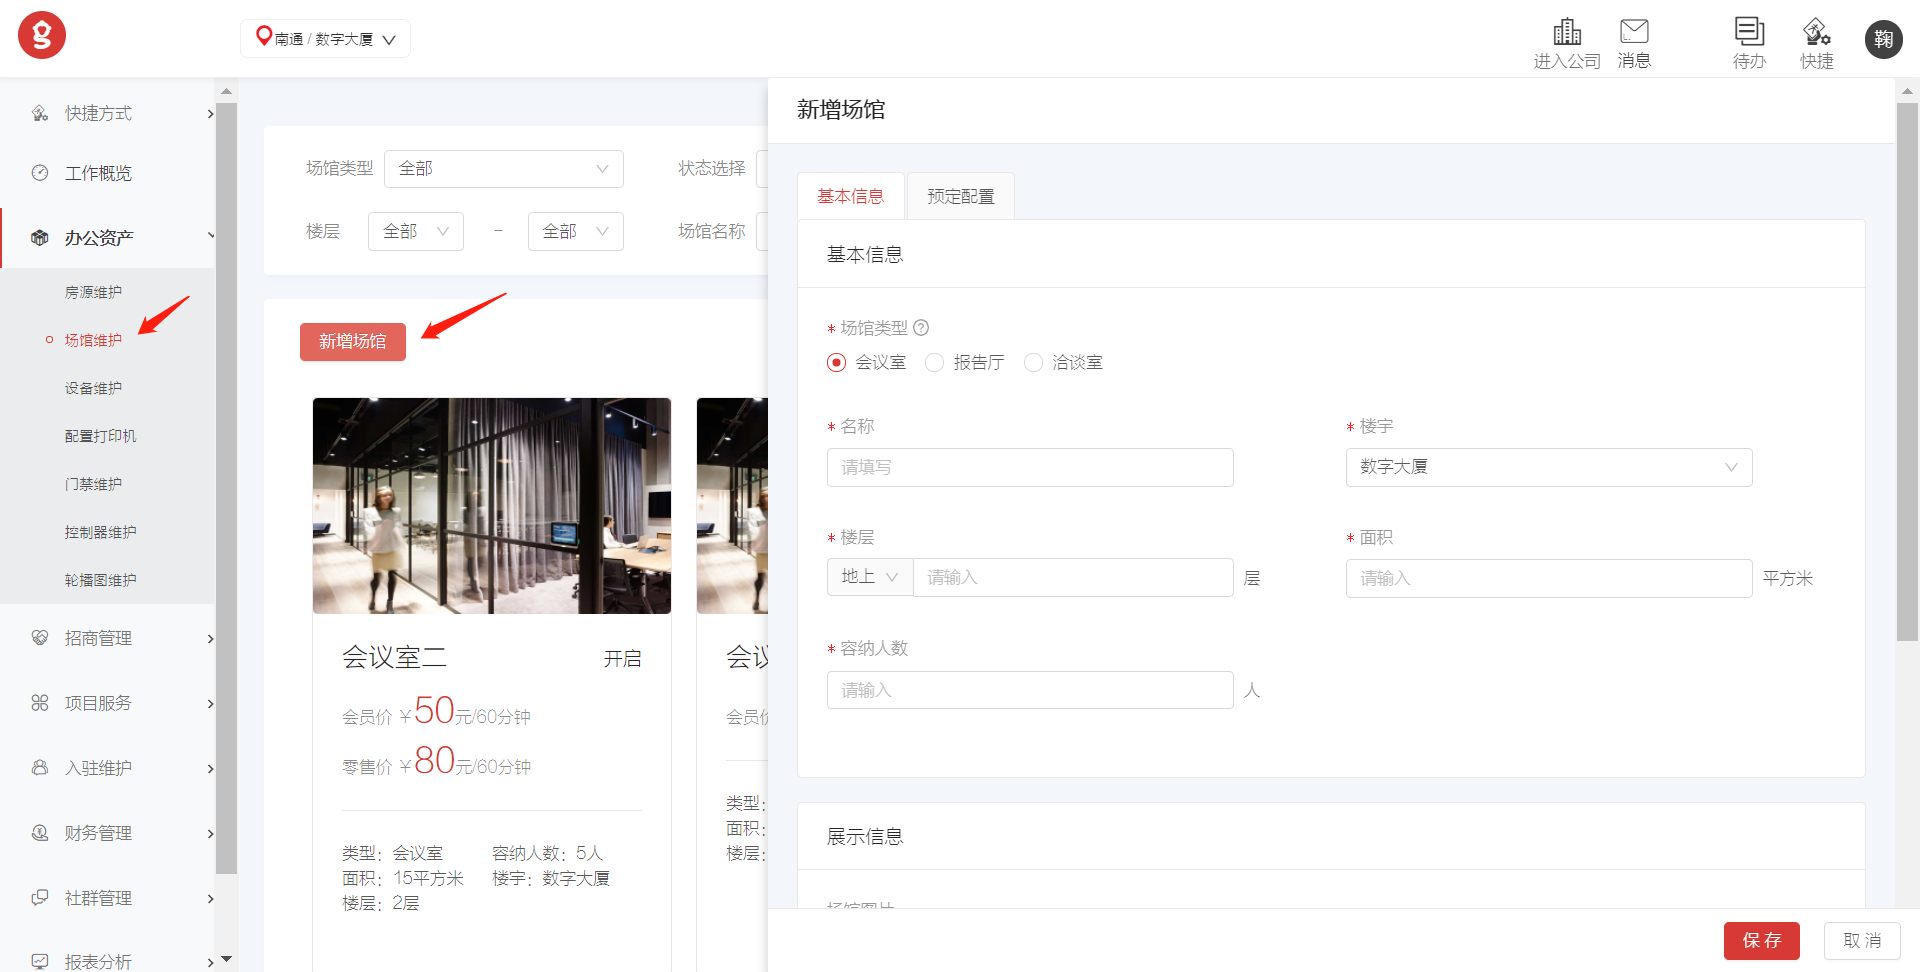 南通 / 数字大厦
进入公司
消息
待办
快捷
鞠
快捷方式
工作概览
办公资产
房源维护
场馆维护
设备维护
配置打印机
门禁维护
控制器维护
轮播图维护
招商管理
项目服务
入驻维护
财务管理
社群管理
报表分析
场馆类型 全部
状态选择
楼层 全部 - 全部
场馆名称
新增场馆
会议室二 开启
会员价 ¥50元/60分钟
零售价 ¥80元/60分钟
类型：会议室 容纳人数：5人
面积：15平方米 楼宇：数字大厦
楼层：2层
会议
会员价
类型：
面积：
楼层：
新增场馆
基本信息 预定配置
基本信息
* 场馆类型 ?
会议室 报告厅 洽谈室
* 名称
请填写
* 楼宇
数字大厦
* 楼层
地上 请输入 层
* 面积
请输入 平方米
* 容纳人数
请输入 人
展示信息
场馆图片
保 存
取 消